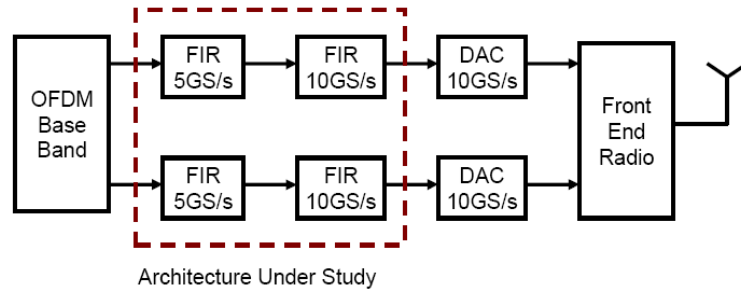 OFDM
Base
Band
FIR
5GS/s
FIR
10GS/s
DAC
10GS/s
FIR
5GS/s
FIR
10GS/s
DAC
10GS/s
Front
End
Radio
Architecture Under Study